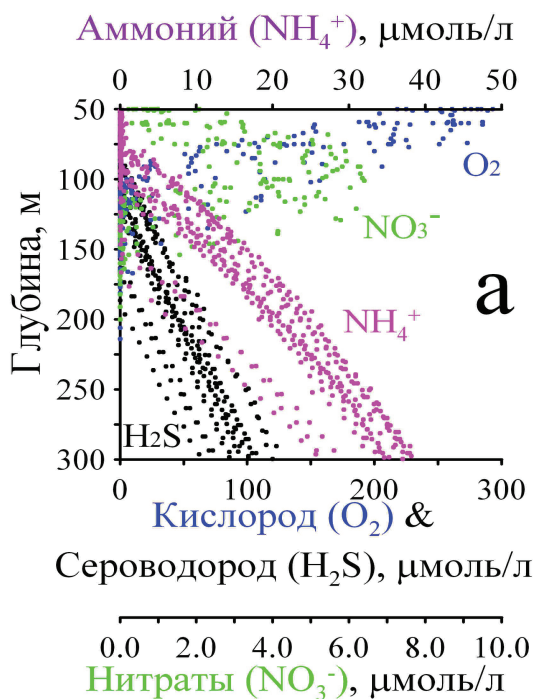 Аммоний (NH₄⁺), μмоль/л
0 10 20 30 40 50
50
100
150
200
250
300
Глубина, м
O₂
NO₃⁻
NH₄⁺
H₂S
а
0 100 200 300
Кислород (O₂) &
Сероводород (H₂S), μмоль/л
0.0 2.0 4.0 6.0 8.0 10.0
Нитраты (NO₃⁻), μмоль/л